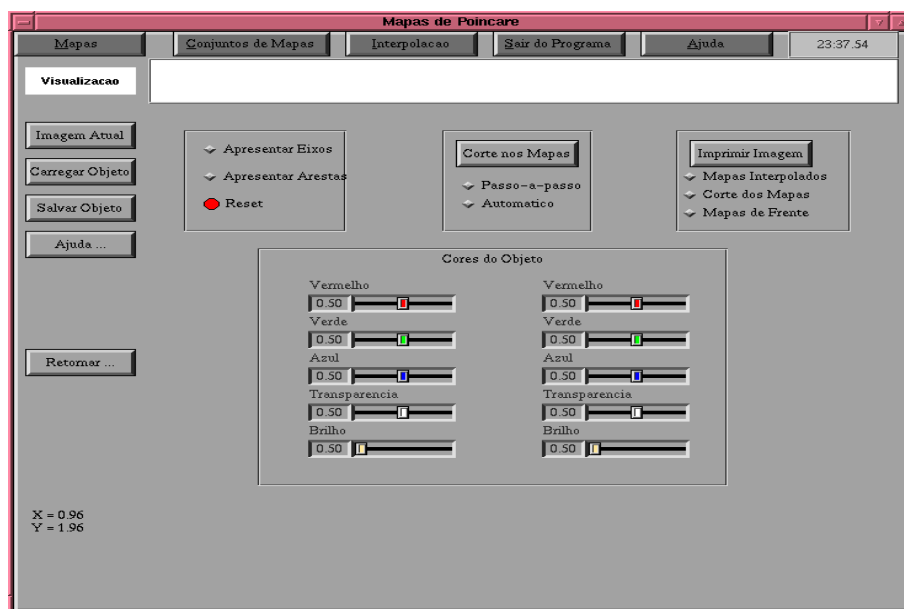 Mapas de Poincare
Mapas Conjuntos de Mapas Interpolacao Sair do Programa Ajuda 23:37.54
Visualizacao
Imagem Atual
Carregar Objeto
Salvar Objeto
Ajuda ...
Retornar ...
Apresentar Eixos
Apresentar Arestas
Reset
Corte nos Mapas
Passo-a-passo
Automatico
Imprimir Imagem
Mapas Interpolados
Corte dos Mapas
Mapas de Frente
Cores do Objeto
Vermelho
0.50
Verde
0.50
Azul
0.50
Transparencia
0.50
Brilho
0.50
Vermelho
0.50
Verde
0.50
Azul
0.50
Transparencia
0.50
Brilho
0.50
X = 0.96
Y = 1.96